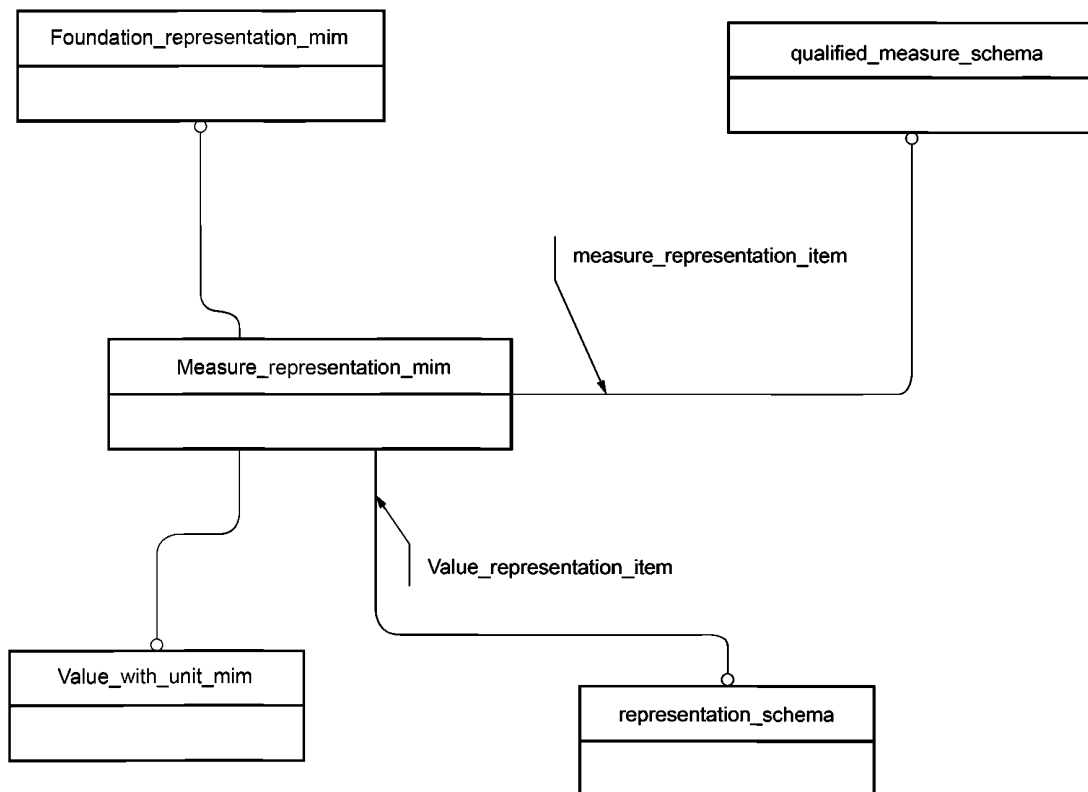 Foundation_representation_mim
qualified_measure_schema
measure_representation_item
Measure_representation_mim
Value_representation_item
Value_with_unit_mim
representation_schema